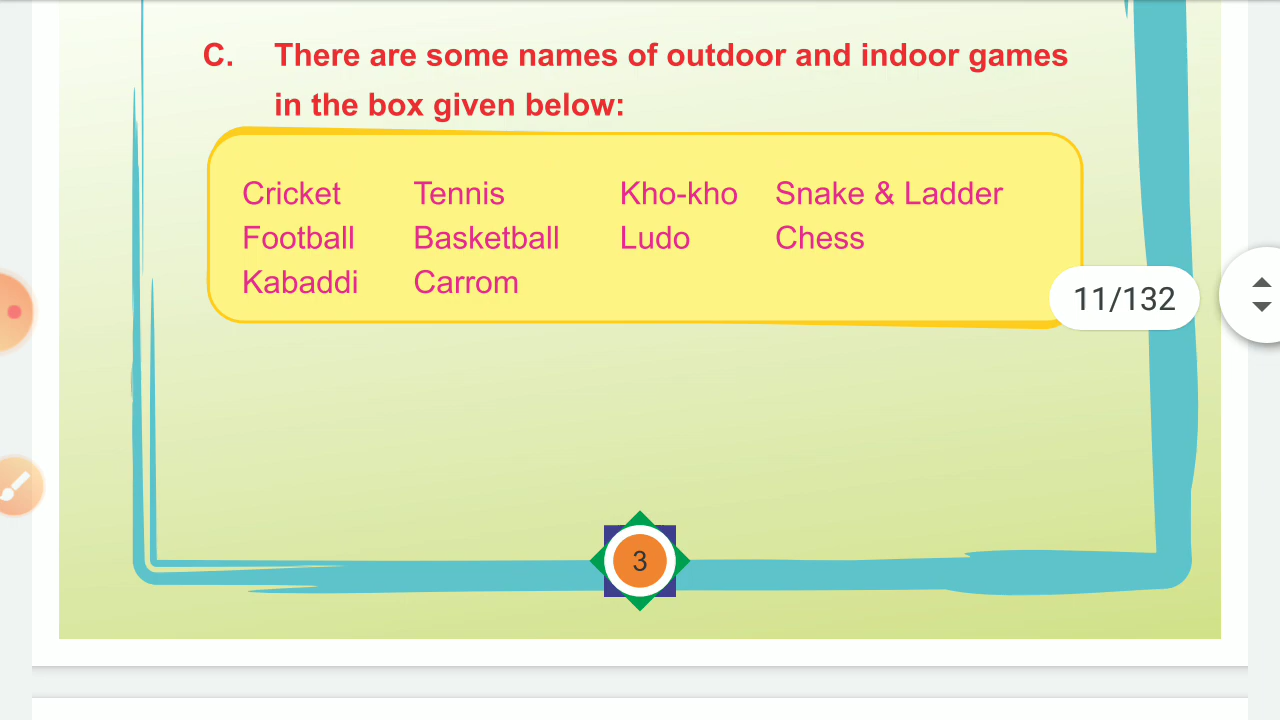 C. There are some names of outdoor and indoor games
in the box given below:
Cricket Tennis Kho-kho Snake & Ladder
Football Basketball Ludo Chess
Kabaddi Carrom
11/132
3